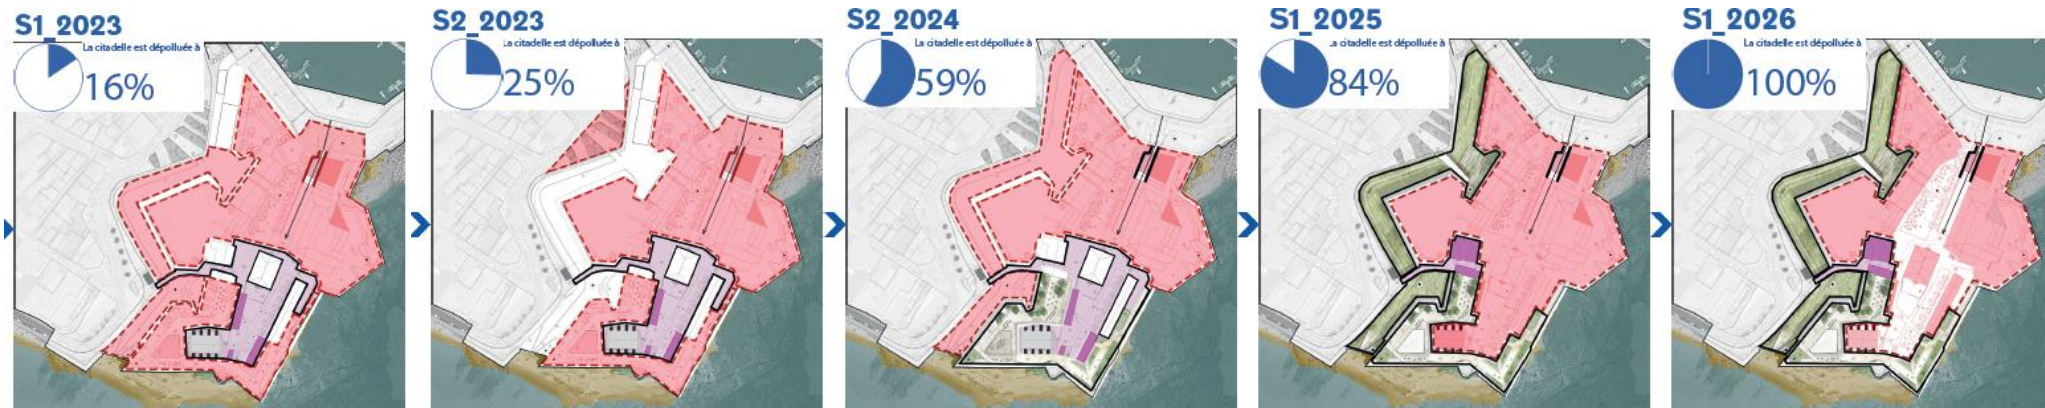 S1_2023
La citadelle est dépolluée à
16%
S2_2023
La citadelle est dépolluée à
25%
S2_2024
La citadelle est dépolluée à
59%
S1_2025
La citadelle est dépolluée à
84%
S1_2026
La citadelle est dépolluée à
100%